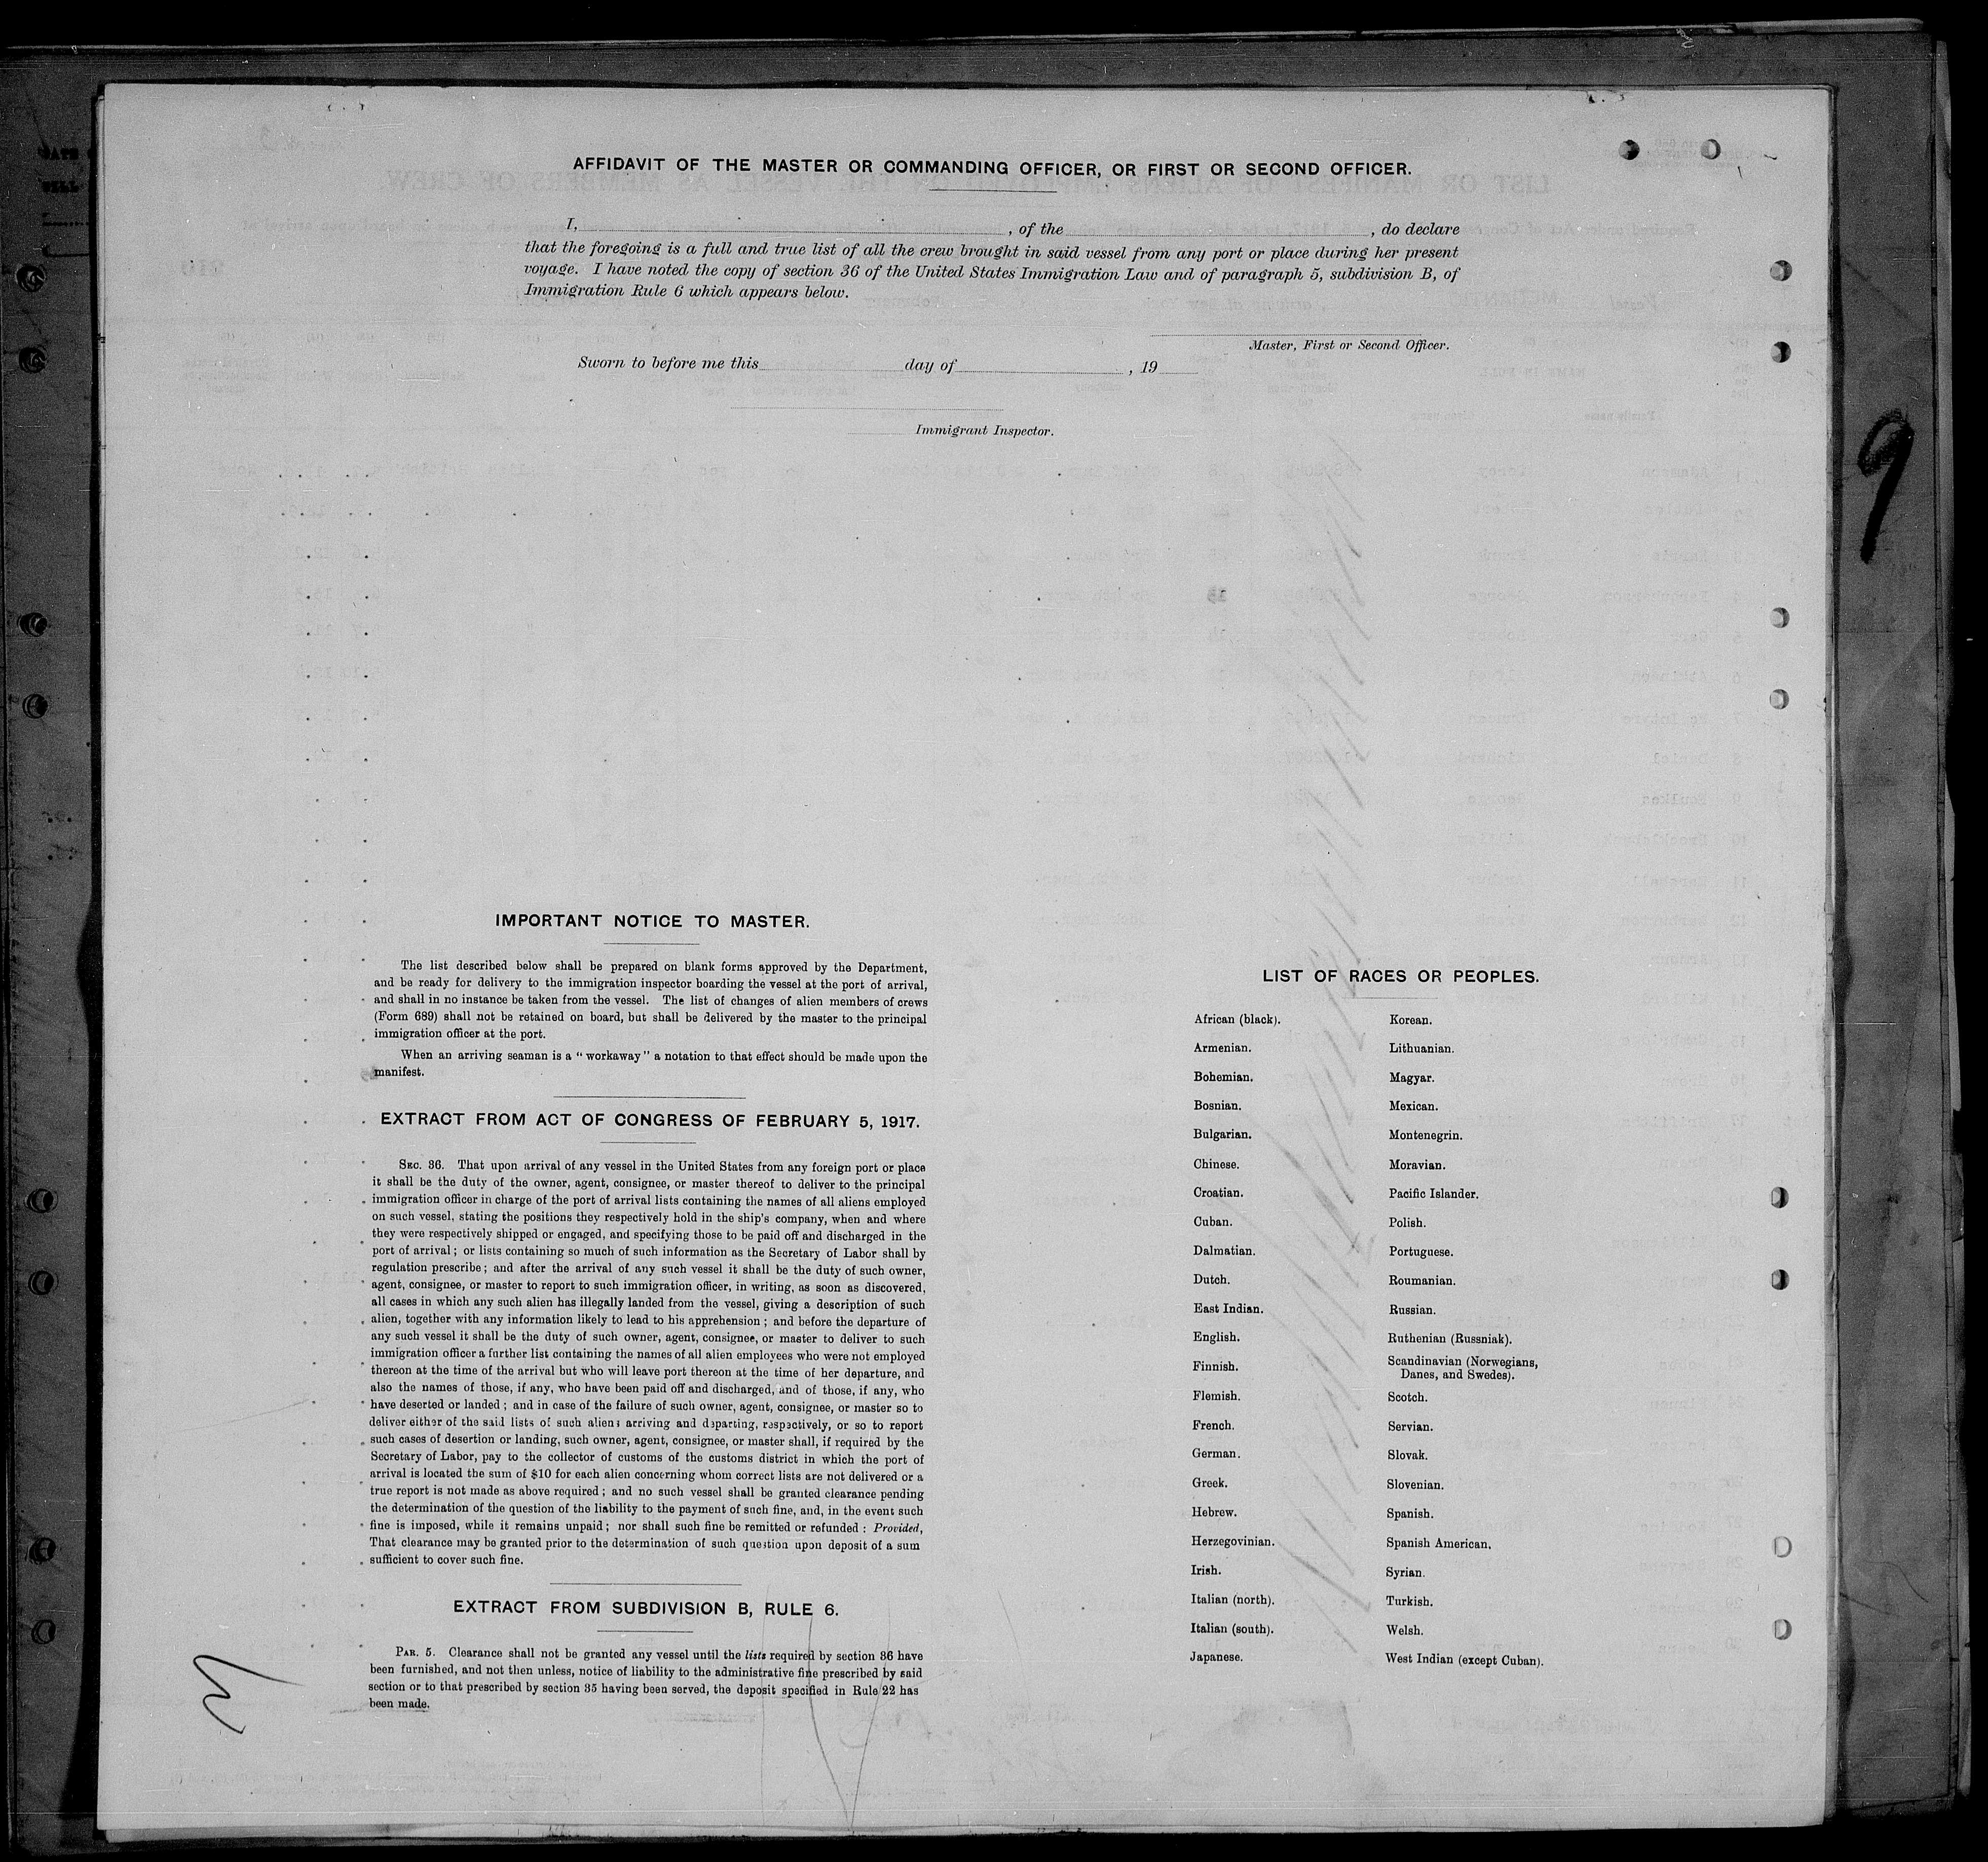 AFFIDAVIT OF THE MASTER OR COMMANDING OFFICER, OR FIRST OR SECOND OFFICER.
I, , of the , do declare
that the foregoing is a full and true list of all the crew brought in said vessel from any port or place during her present
voyage. I have noted the copy of section 36 of the United States Immigration Law and of paragraph 5, subdivision B, of
Immigration Rule 6 which appears below.
Master, First or Second Officer.
Sworn to before me this day of , 19
Immigrant Inspector.
9
IMPORTANT NOTICE TO MASTER.
The list described below shall be prepared on blank forms approved by the Department,
and be ready for delivery to the immigration inspector boarding the vessel at the port of arrival,
and shall in no instance be taken from the vessel. The list of changes of alien members of crews
(Form 689) shall not be retained on board, but shall be delivered by the master to the principal
immigration officer at the port.
When an arriving seaman is a "workaway" a notation to that effect should be made upon the
manifest.
EXTRACT FROM ACT OF CONGRESS OF FEBRUARY 5, 1917.
SEC. 36. That upon arrival of any vessel in the United States from any foreign port or place
it shall be the duty of the owner, agent, consignee, or master thereof to deliver to the principal
immigration officer in charge of the port of arrival lists containing the names of all aliens employed
on such vessel, stating the positions they respectively hold in the ship's company, when and where
they were respectively shipped or engaged, and specifying those to be paid off and discharged in the
port of arrival; or lists containing so much of such information as the Secretary of Labor shall by
regulation prescribe; and after the arrival of any such vessel it shall be the duty of such owner,
agent, consignee, or master to report to such immigration officer, in writing, as soon as discovered,
all cases in which any such alien has illegally landed from the vessel, giving a description of such
alien, together with any information likely to lead to his apprehension; and before the departure of
any such vessel it shall be the duty of such owner, agent, consignee, or master to deliver to such
immigration officer a further list containing the names of all alien employees who were not employed
thereon at the time of the arrival but who will leave port thereon at the time of her departure, and
also the names of those, if any, who have been paid off and discharged, and of those, if any, who
have deserted or landed; and in case of the failure of such owner, agent, consignee, or master so to
deliver either of the said lists of such aliens arriving and departing, respectively, or so to report
such cases of desertion or landing, such owner, agent, consignee, or master shall, if required by the
Secretary of Labor, pay to the collector of customs of the customs district in which the port of
arrival is located the sum of $10 for each alien concerning whom correct lists are not delivered or a
true report is not made as above required; and no such vessel shall be granted clearance pending
the determination of the question of the liability to the payment of such fine, and, in the event such
fine is imposed, while it remains unpaid; nor shall such fine be remitted or refunded: Provided,
That clearance may be granted prior to the determination of such question upon deposit of a sum
sufficient to cover such fine.
EXTRACT FROM SUBDIVISION B, RULE 6.
PAR. 5. Clearance shall not be granted any vessel until the lists required by section 36 have
been furnished, and not then unless, notice of liability to the administrative fine prescribed by said
section or to that prescribed by section 35 having been served, the deposit specified in Rule 22 has
been made.
LIST OF RACES OR PEOPLES.
African (black).
Armenian.
Bohemian.
Bosnian.
Bulgarian.
Chinese.
Croatian.
Cuban.
Dalmatian.
Dutch.
East Indian.
English.
Finnish.
Flemish.
French.
German.
Greek.
Hebrew.
Herzegovinian.
Irish.
Italian (north).
Italian (south).
Japanese.
Korean.
Lithuanian.
Magyar.
Mexican.
Montenegrin.
Moravian.
Pacific Islander.
Polish.
Portuguese.
Roumanian.
Russian.
Ruthenian (Russniak).
Scandinavian (Norwegians,
Danes, and Swedes).
Scotch.
Servian.
Slovak.
Slovenian.
Spanish.
Spanish American.
Syrian.
Turkish.
Welsh.
West Indian (except Cuban).